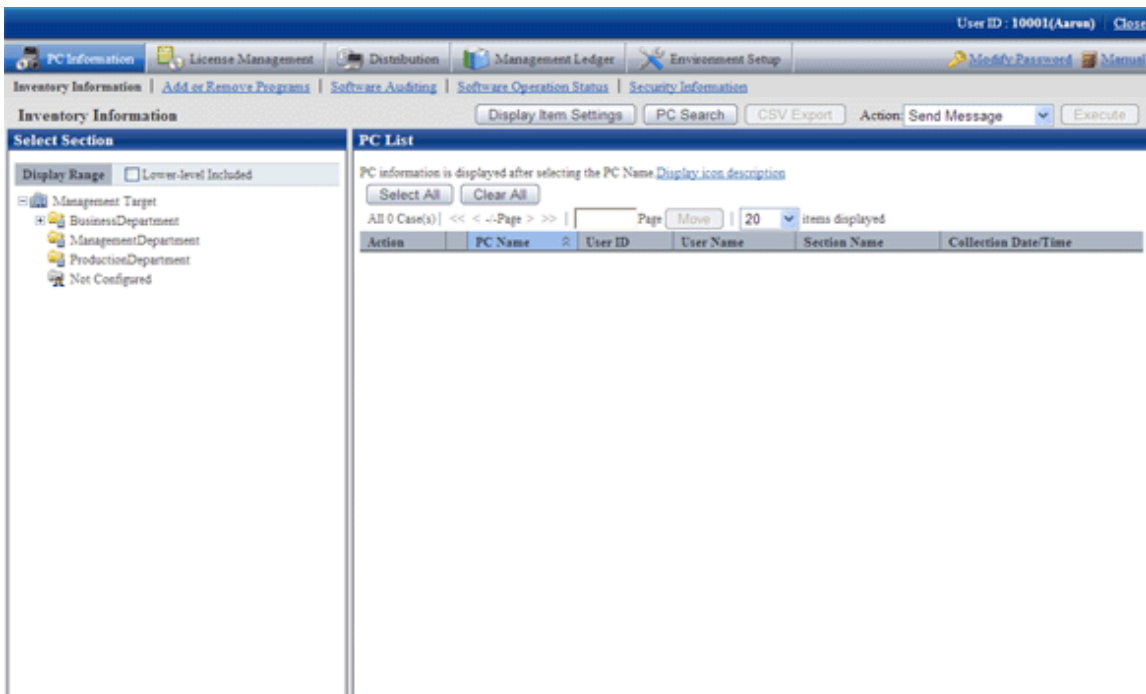 User ID : 10001(Aaron) Close
PC Information License Management Distribution Management Ledger Environment Setup Modify Password Manual
Inventory Information | Add or Remove Programs | Software Auditing | Software Operation Status | Security Information
Inventory Information Display Item Settings PC Search CSV Export Action: Send Message Execute
Select Section
Display Range Lower-level Included
Management Target
BusinessDepartment
ManagementDepartment
ProductionDepartment
Not Configured
PC List
PC information is displayed after selecting the PC Name.Display icon description
Select All Clear All
All 0 Case(s)| << < -/-Page > >> | Page Move | 20 items displayed
Action PC Name User ID User Name Section Name Collection Date/Time